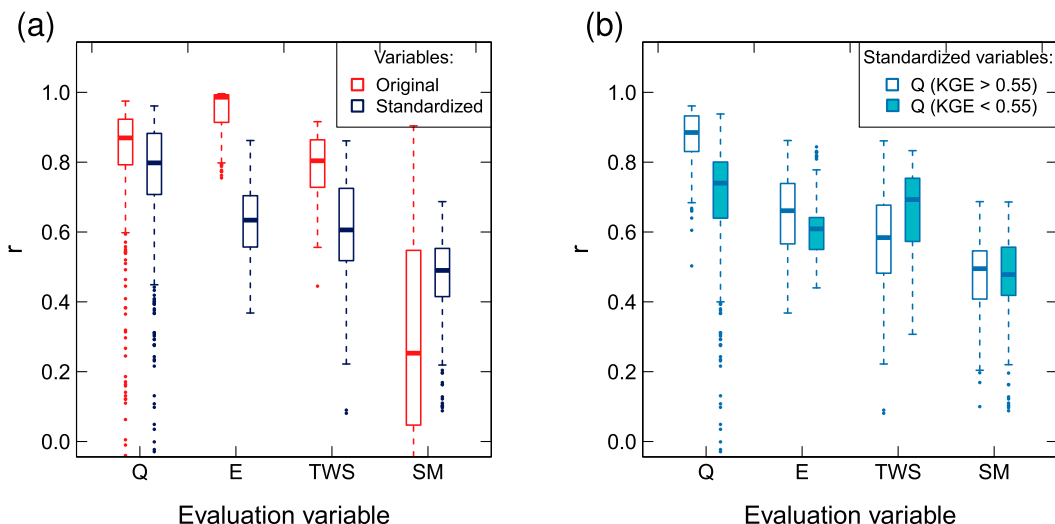 (a)
Variables:
Original
Standardized
1.0
0.8
0.6
0.4
0.2
0.0
r
Q
E
TWS
SM
Evaluation variable
(b)
Standardized variables:
Q (KGE > 0.55)
Q (KGE < 0.55)
1.0
0.8
0.6
0.4
0.2
0.0
r
Q
E
TWS
SM
Evaluation variable